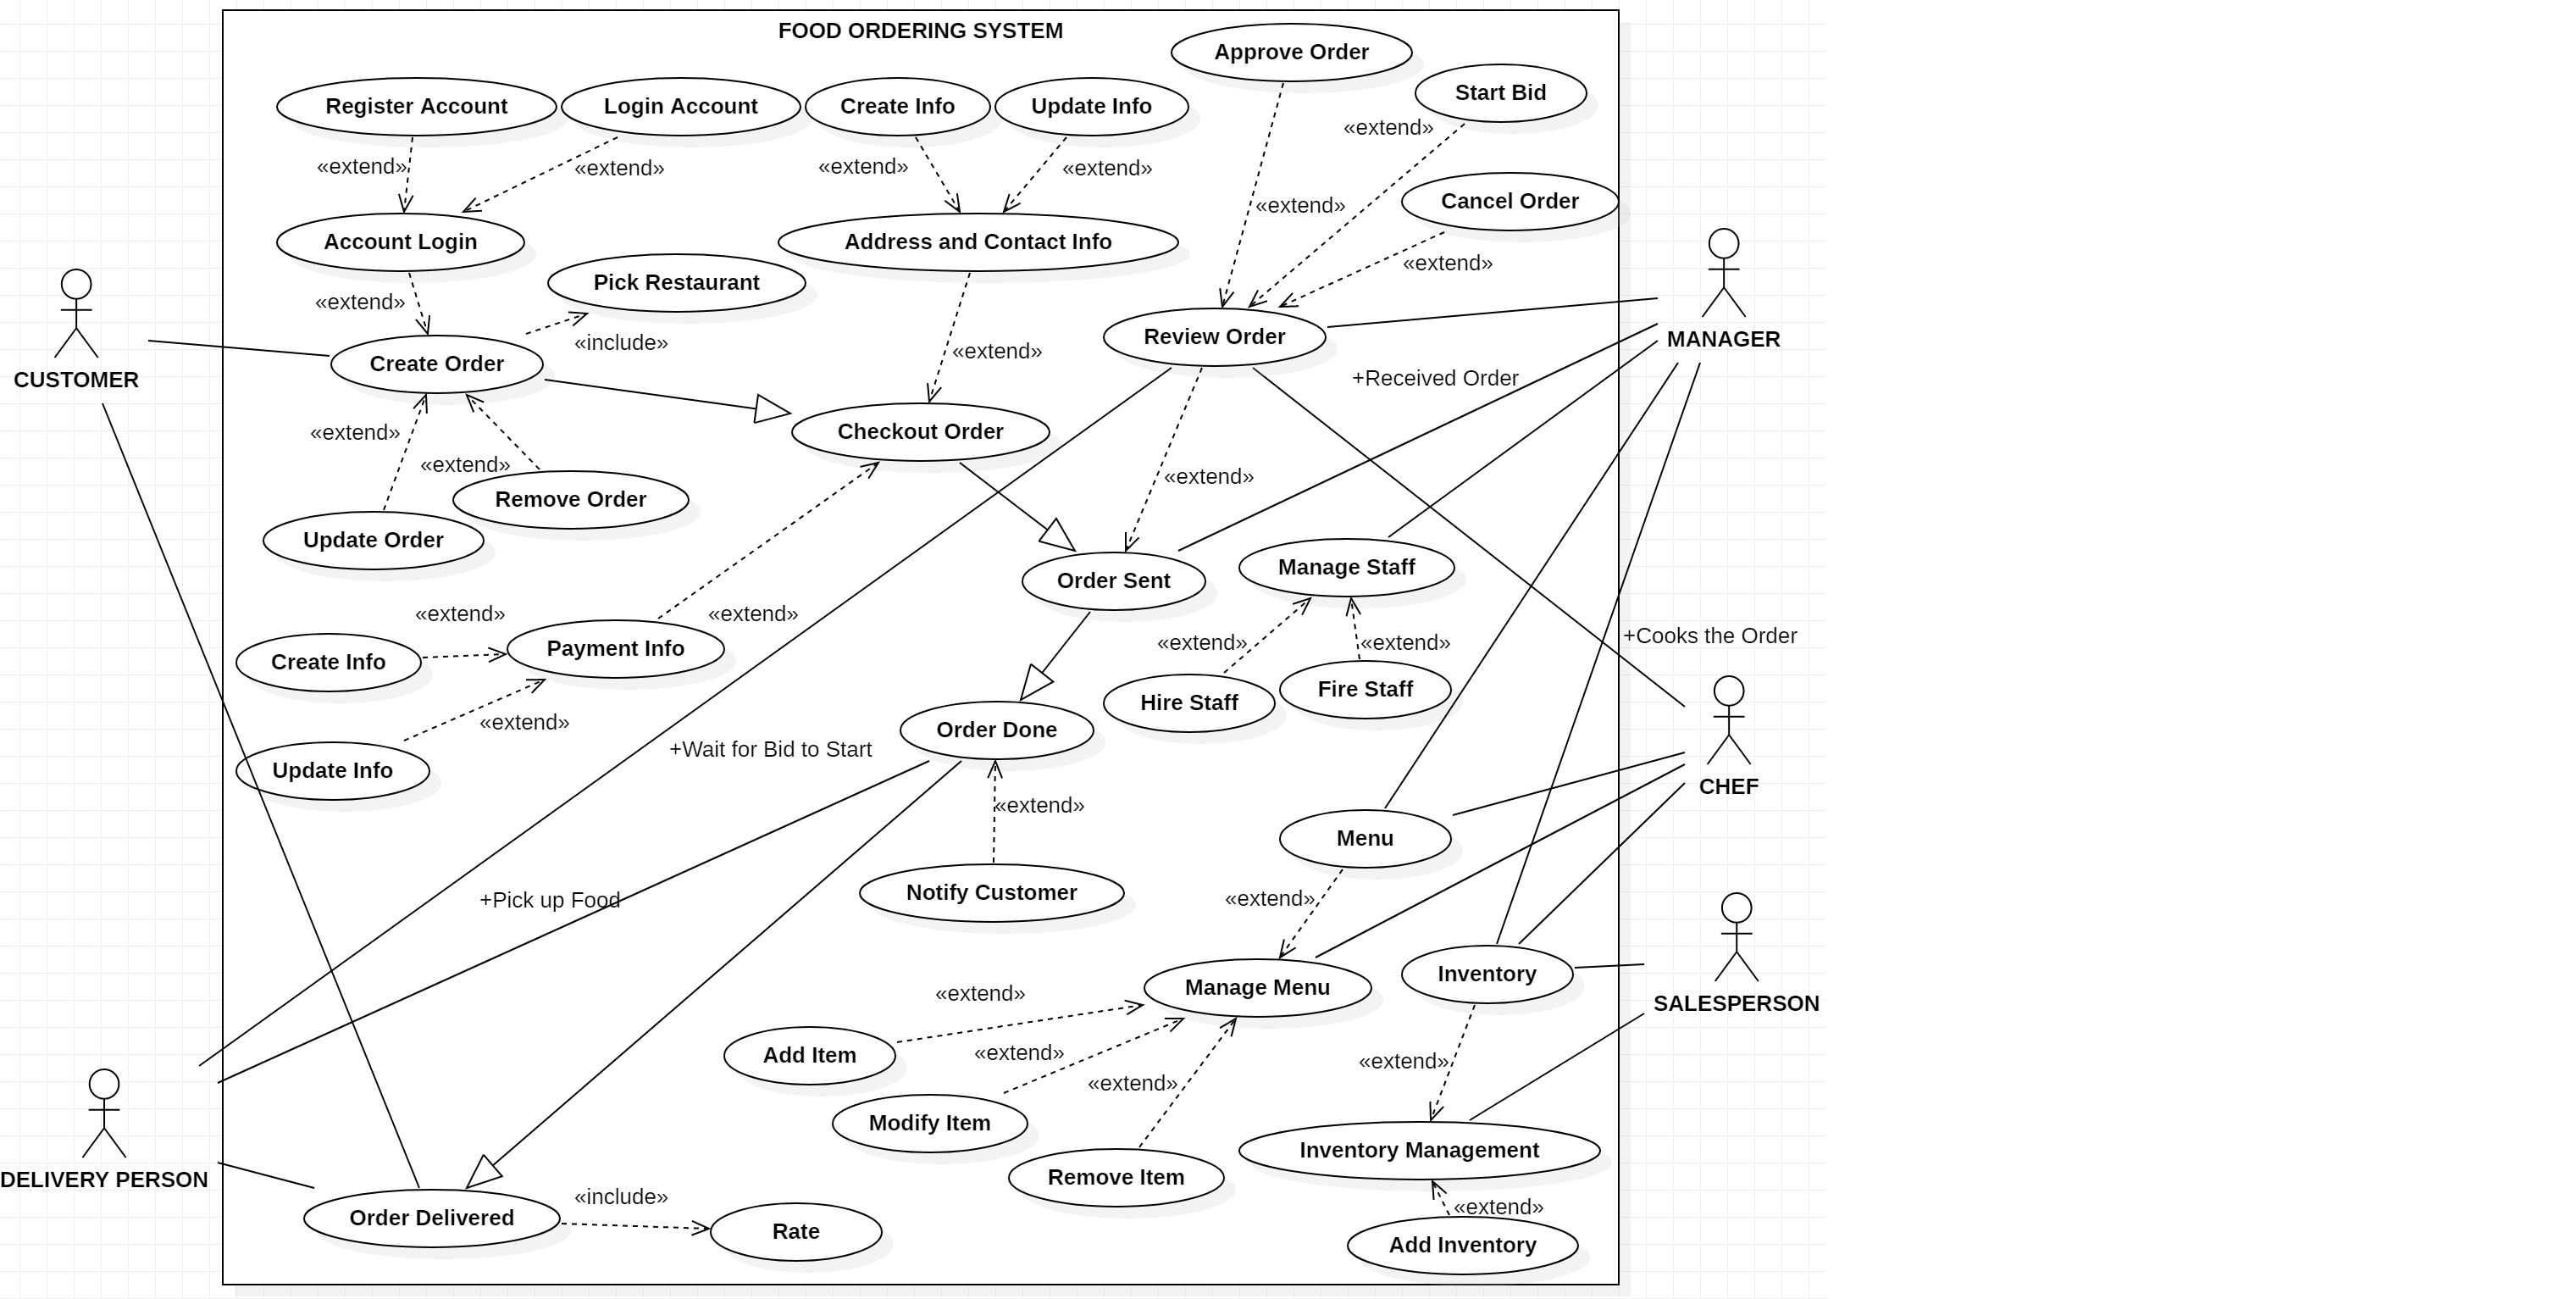 FOOD ORDERING SYSTEM
Approve Order
Start Bid
Register Account
Login Account
Create Info
Update Info
«extend»
«extend»
«extend»
«extend»
«extend»
«extend»
Cancel Order
Account Login
Address and Contact Info
«extend»
Pick Restaurant
«extend»
«include»
Review Order
MANAGER
CUSTOMER
Create Order
«extend»
+Received Order
Checkout Order
«extend»
«extend»
«extend»
Remove Order
Update Order
Order Sent
Manage Staff
«extend»
«extend»
Create Info
Payment Info
«extend»
«extend»
+Cooks the Order
Hire Staff
Fire Staff
«extend»
Order Done
+Wait for Bid to Start
Update Info
CHEF
«extend»
Menu
Notify Customer
«extend»
+Pick up Food
Manage Menu
Inventory
SALESPERSON
«extend»
Add Item
«extend»
«extend»
«extend»
Modify Item
Inventory Management
Remove Item
DELIVERY PERSON
«include»
«extend»
Order Delivered
Rate
Add Inventory